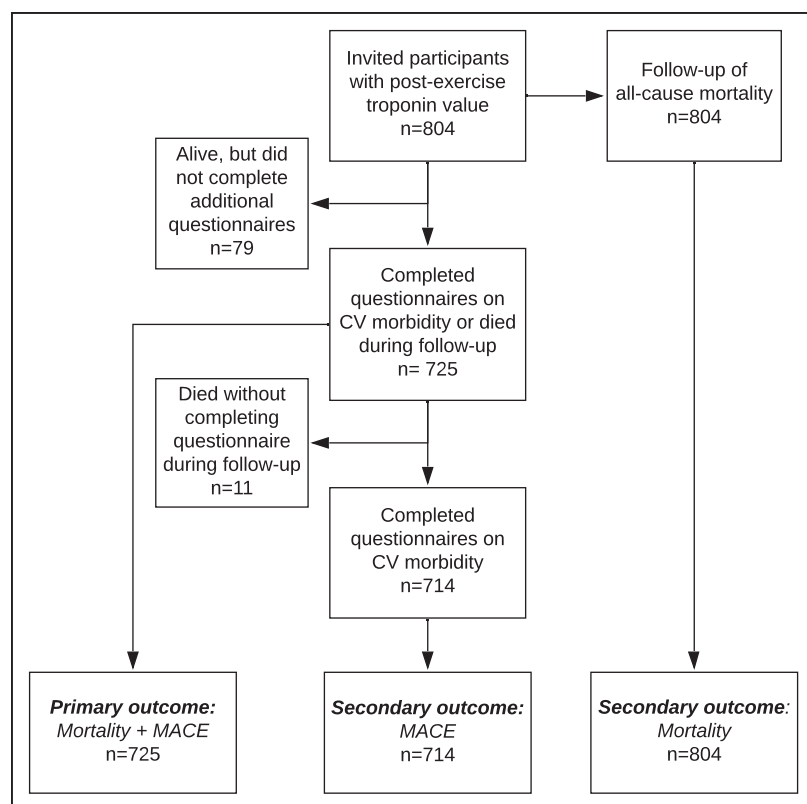 Invited participants
with post-exercise
troponin value
n=804
Follow-up of
all-cause mortality
n=804
Alive, but did
not complete
additional
questionnaires
n=79
Completed
questionnaires on
CV morbidity or died
during follow-up
n= 725
Died without
completing
questionnaire
during follow-up
n=11
Completed
questionnaires on
CV morbidity
n=714
Primary outcome:
Mortality + MACE
n=725
Secondary outcome:
MACE
n=714
Secondary outcome:
Mortality
n=804